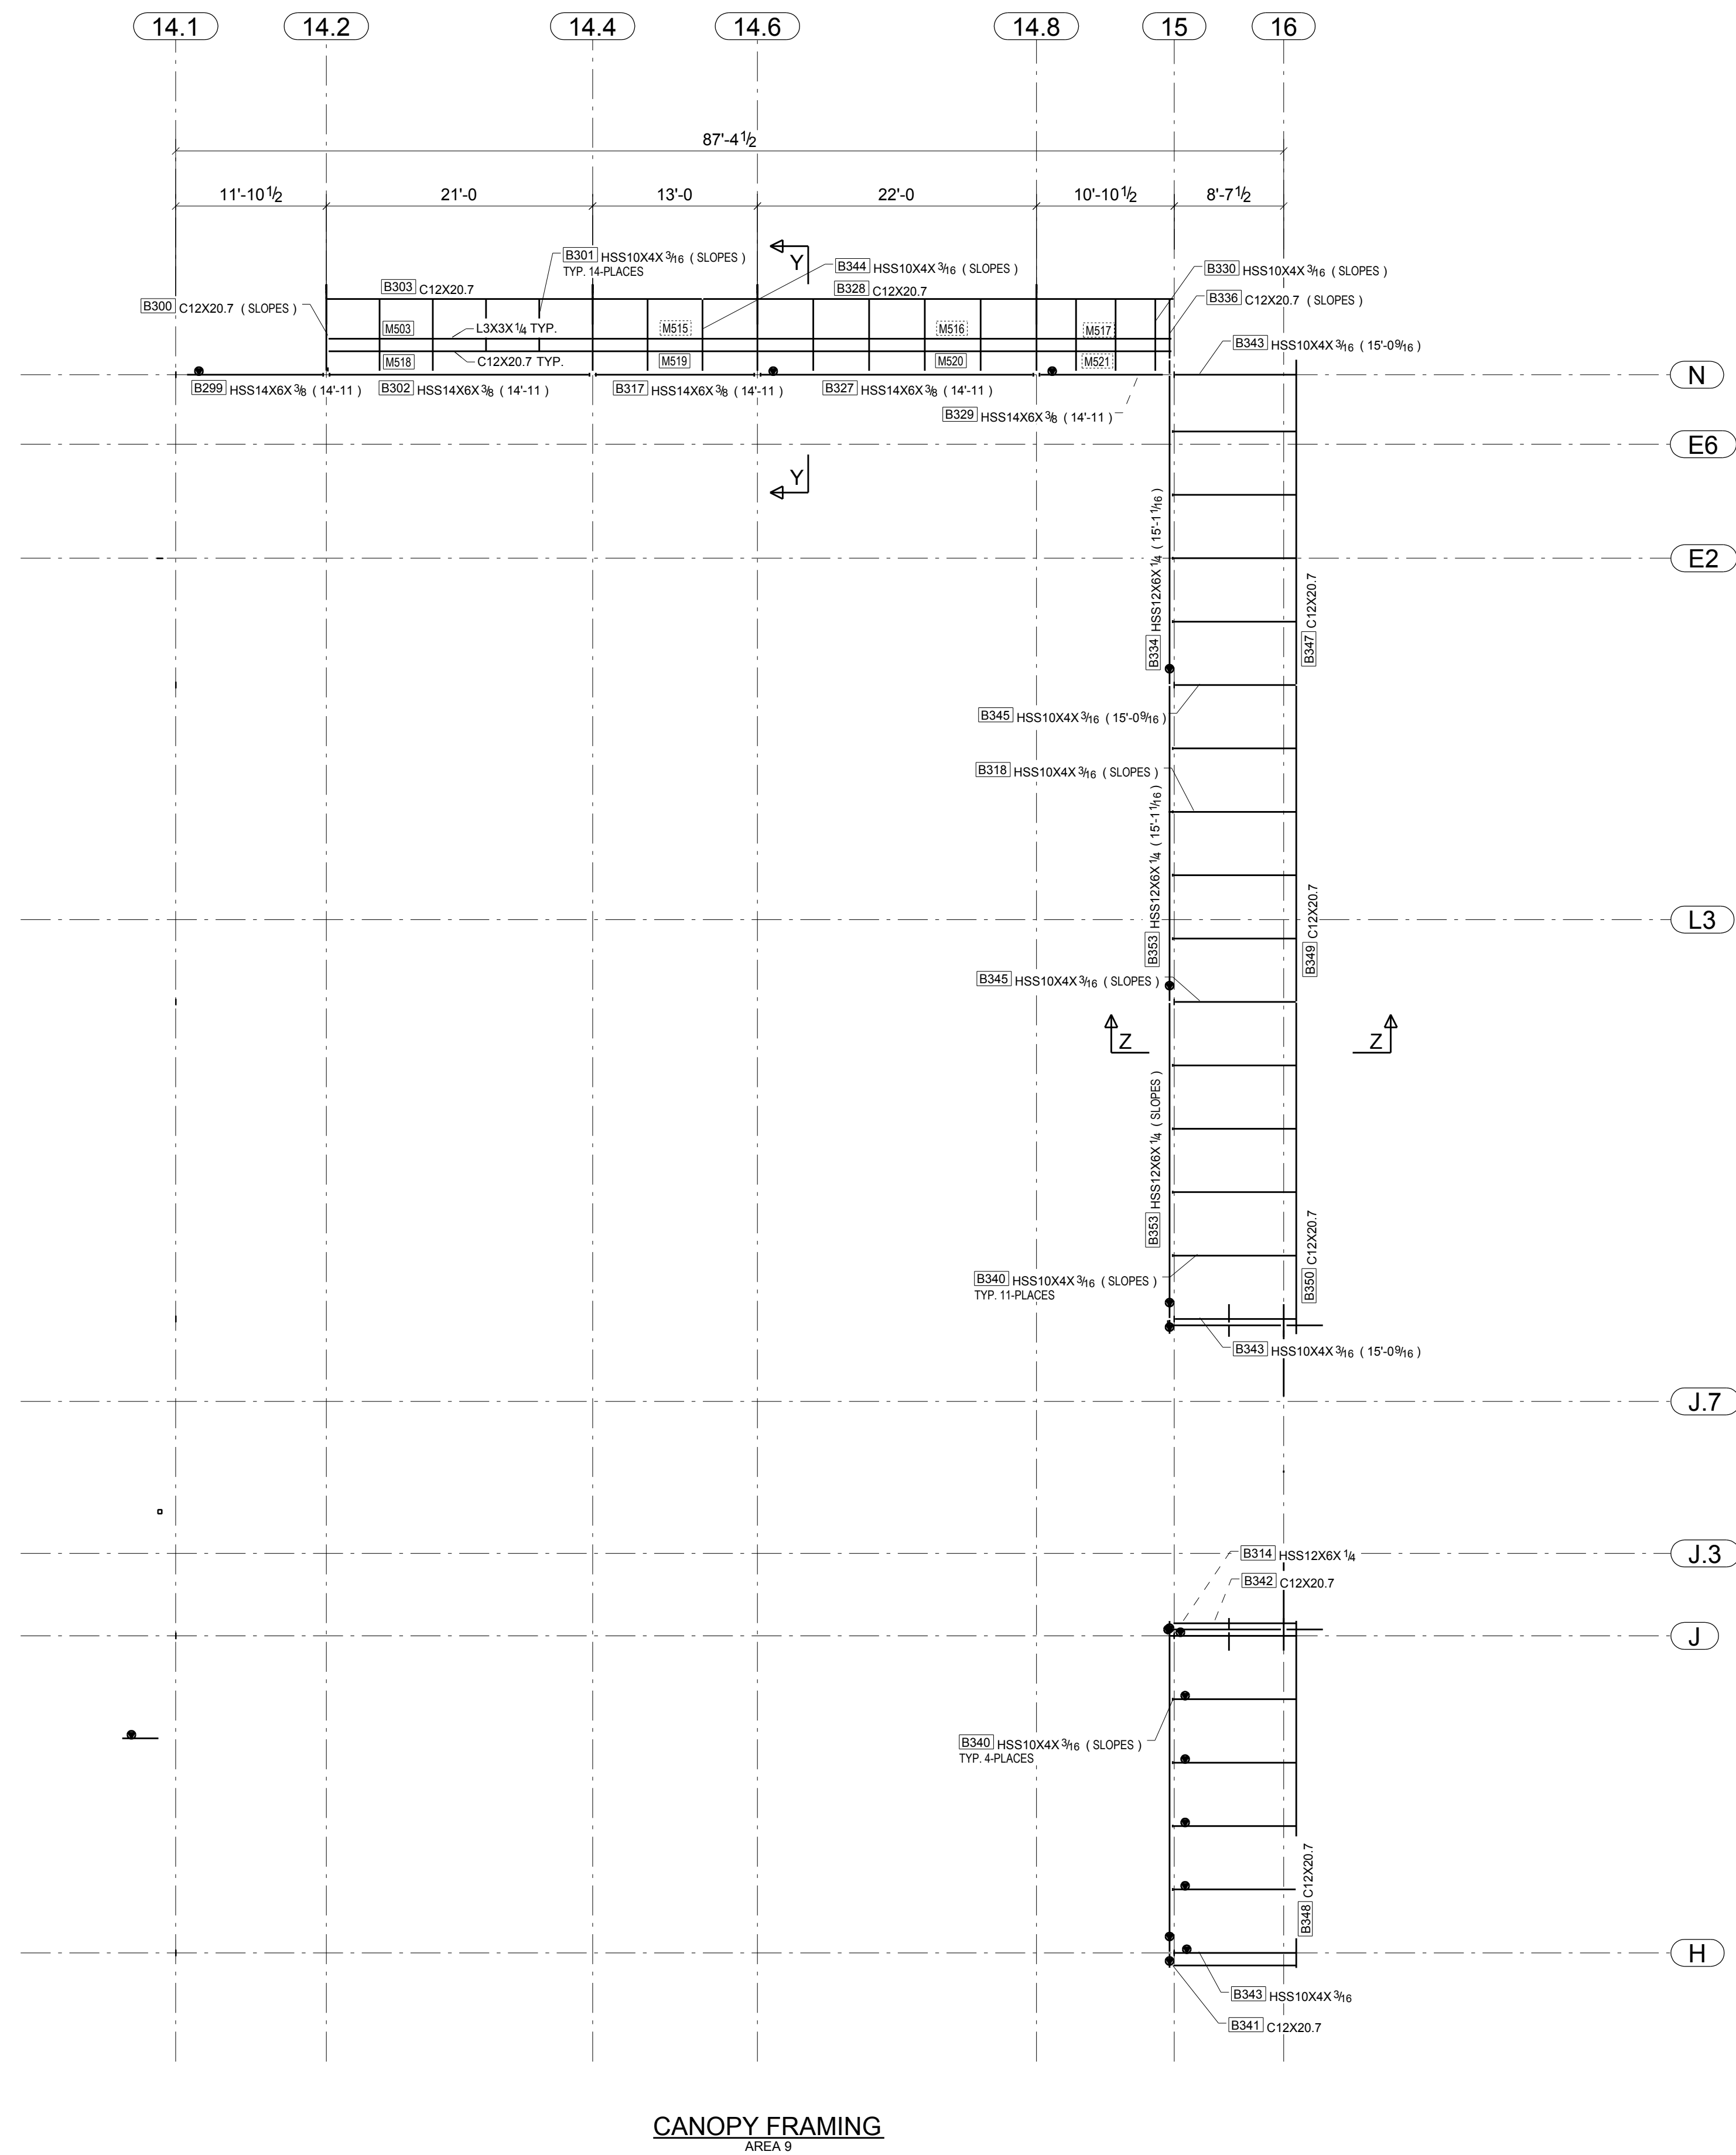 14.1 14.2 14.4 14.6 14.8 15 16
87'-4 1/2
11'-10 1/2 21'-0 13'-0 22'-0 10'-10 1/2 8'-7 1/2
B301 HSS10X4X 3/16 ( SLOPES )
TYP. 14-PLACES
Y
B344 HSS10X4X 3/16 ( SLOPES )
B330 HSS10X4X 3/16 ( SLOPES )
B303 C12X20.7
B328 C12X20.7
B300 C12X20.7 ( SLOPES )
B336 C12X20.7 ( SLOPES )
M503
L3X3X 1/4 TYP.
M515
M516
M517
B343 HSS10X4X 3/16 ( 15'-0 9/16 )
M518
C12X20.7 TYP.
M519
M520
M521
N
B299 HSS14X6X 3/8 ( 14'-11 )
B302 HSS14X6X 3/8 ( 14'-11 )
B317 HSS14X6X 3/8 ( 14'-11 )
B327 HSS14X6X 3/8 ( 14'-11 )
B329 HSS14X6X 3/8 ( 14'-11 )
E6
Y
B334 HSS12X6X 1/4 ( 15'-1 1/16 )
E2
B347 C12X20.7
B345 HSS10X4X 3/16 ( 15'-0 9/16 )
B318 HSS10X4X 3/16 ( SLOPES )
B353 HSS12X6X 1/4 ( 15'-1 1/16 )
L3
B349 C12X20.7
B345 HSS10X4X 3/16 ( SLOPES )
Z Z
B353 HSS12X6X 1/4 ( SLOPES )
B350 C12X20.7
B340 HSS10X4X 3/16 ( SLOPES )
TYP. 11-PLACES
B343 HSS10X4X 3/16 ( 15'-0 9/16 )
J.7
B314 HSS12X6X 1/4
J.3
B342 C12X20.7
J
B340 HSS10X4X 3/16 ( SLOPES )
TYP. 4-PLACES
B348 C12X20.7
H
B343 HSS10X4X 3/16
B341 C12X20.7
CANOPY FRAMING
AREA 9